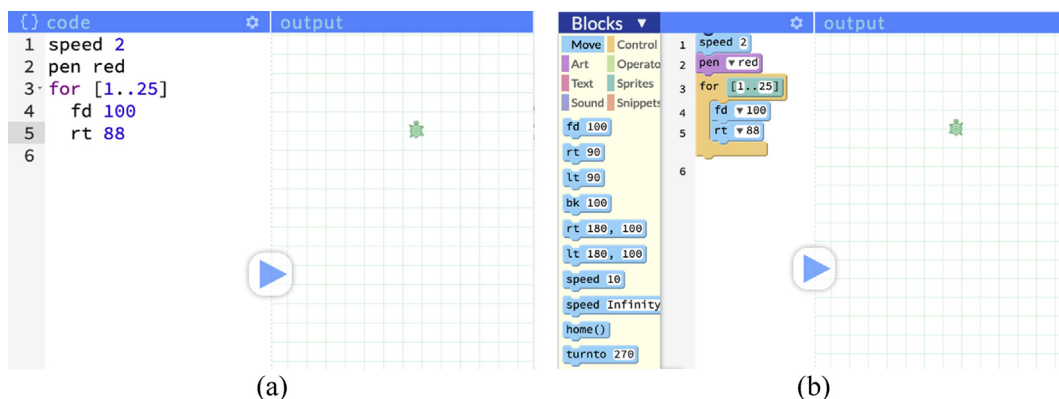 {} code
output
1 speed 2
2 pen red
3 for [1..25]
4 fd 100
5 rt 88
6
(a)
Blocks ▼
output
Move Control
Art Operato
Text Sprites
Sound Snippets
fd 100
rt 90
lt 90
bk 100
rt 180, 100
lt 180, 100
speed 10
speed Infinity
home()
turnto 270
1 speed 2
2 pen ▼red
3 for [1..25]
4 fd ▼100
5 rt ▼88
6
(b)